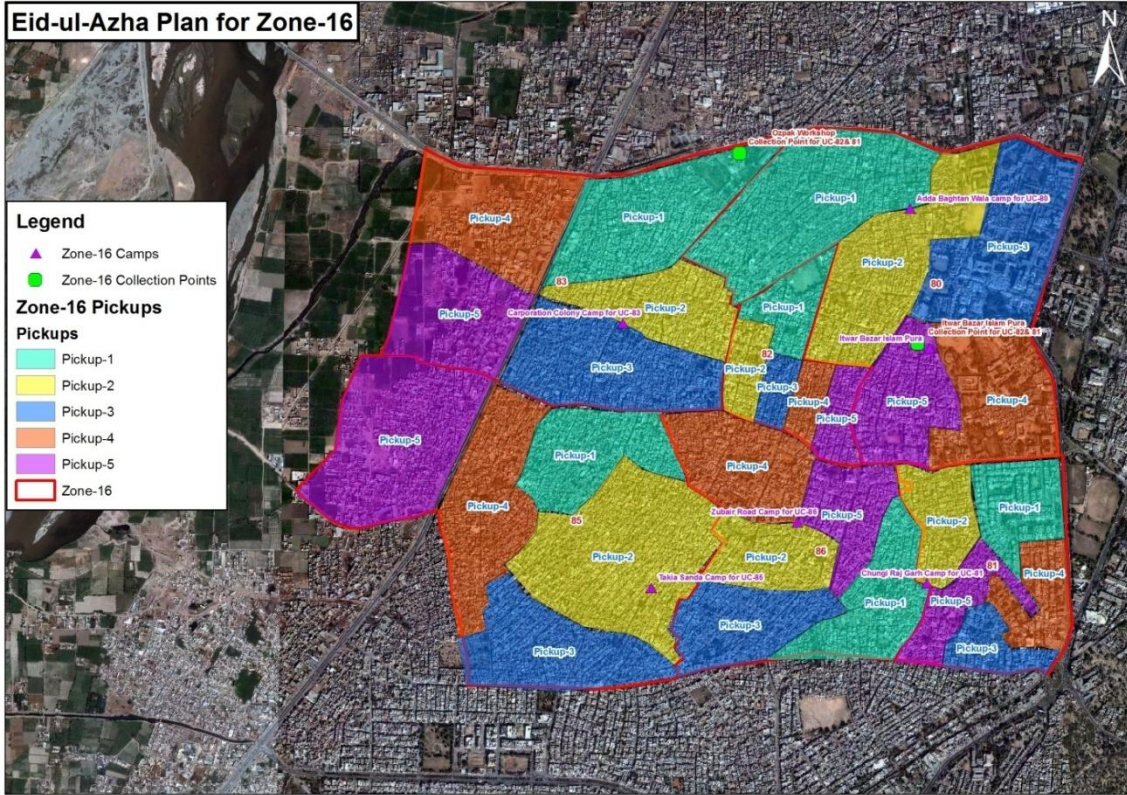 Eid-ul-Azha Plan for Zone-16
N
Legend
Zone-16 Camps
Zone-16 Collection Points
Zone-16 Pickups
Pickups
Pickup-1
Pickup-2
Pickup-3
Pickup-4
Pickup-5
Zone-16
Ozpak Workshop
Collection Point for UC-82& 81
Pickup-4
Pickup-1
Pickup-1
Adda Baghtan Wala camp for UC-80
Pickup-3
Pickup-2
83
80
Pickup-5
Pickup-2
Pickup-1
Carporation Colony Camp for UC-83
Itwar Bazar Islam Pura
Collection Point for UC-82& 81
Itwar Bazar Islam Pura
82
Pickup-3
Pickup-2
Pickup-3
Pickup-4
Pickup-5
Pickup-5
Pickup-4
Pickup-5
Pickup-1
Pickup-4
Pickup-4
Zubair Road Camp for UC-86
Pickup-5
Pickup-2
Pickup-1
85
Pickup-2
Pickup-2
86
81
Takia Sanda Camp for UC-85
Chungi Raj Garh Camp for UC-81
Pickup-4
Pickup-1
Pickup-5
Pickup-3
Pickup-3
Pickup-3